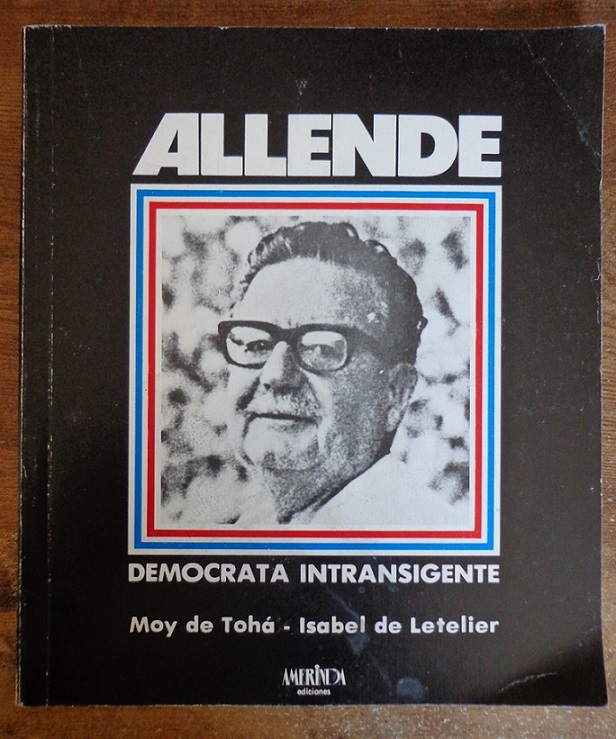 ALLENDE
DEMOCRATA INTRANSIGENTE
Moy de Tohá - Isabel de Letelier
AMERINDA
ediciones